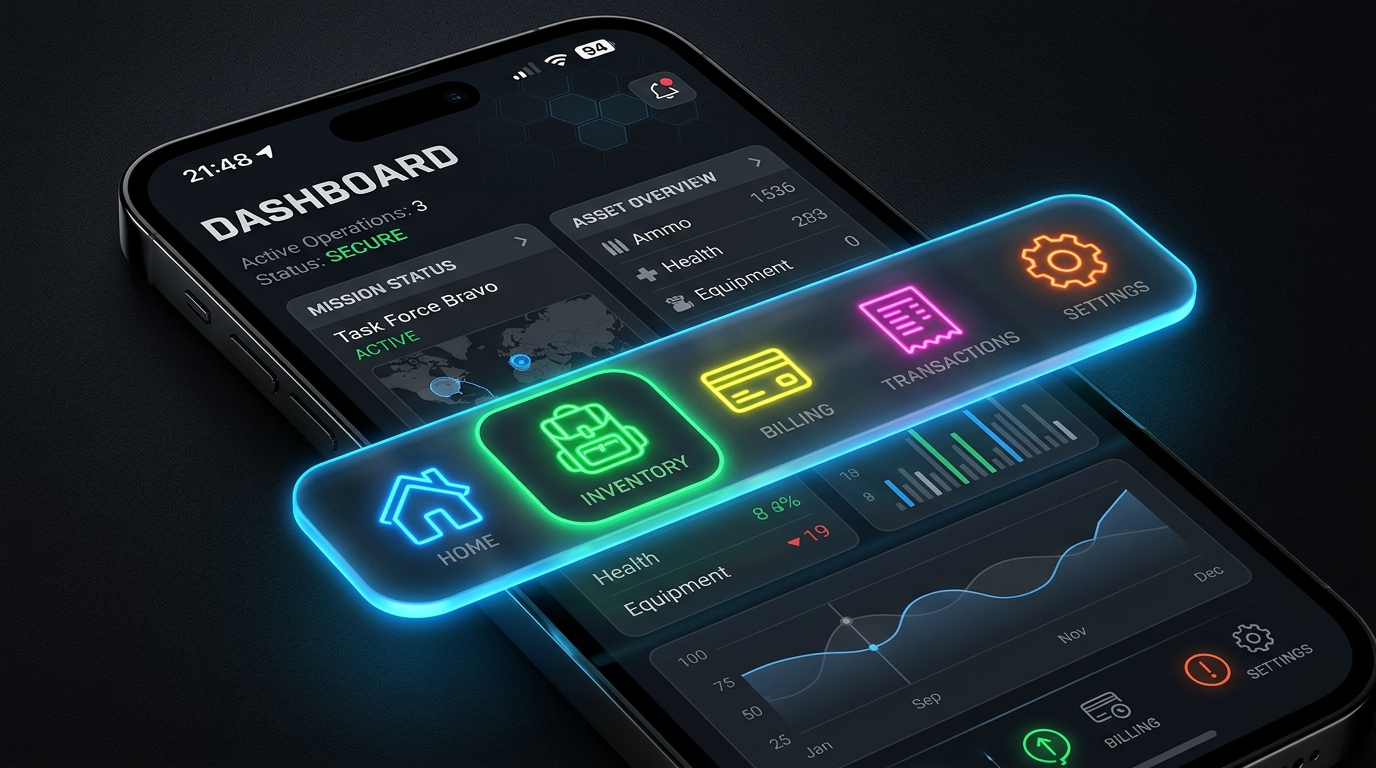 21:48
94
DASHBOARD
Active Operations: 3
Status: SECURE
MISSION STATUS
Task Force Bravo
ACTIVE
ASSET OVERVIEW
Ammo 1536
Health 283
Equipment 0
HOME
INVENTORY
BILLING
TRANSACTIONS
SETTINGS
Health
Equipment 19
18
8
100
75
50
25
Jan
Sep
Nov
Dec
BILLING
SETTINGS